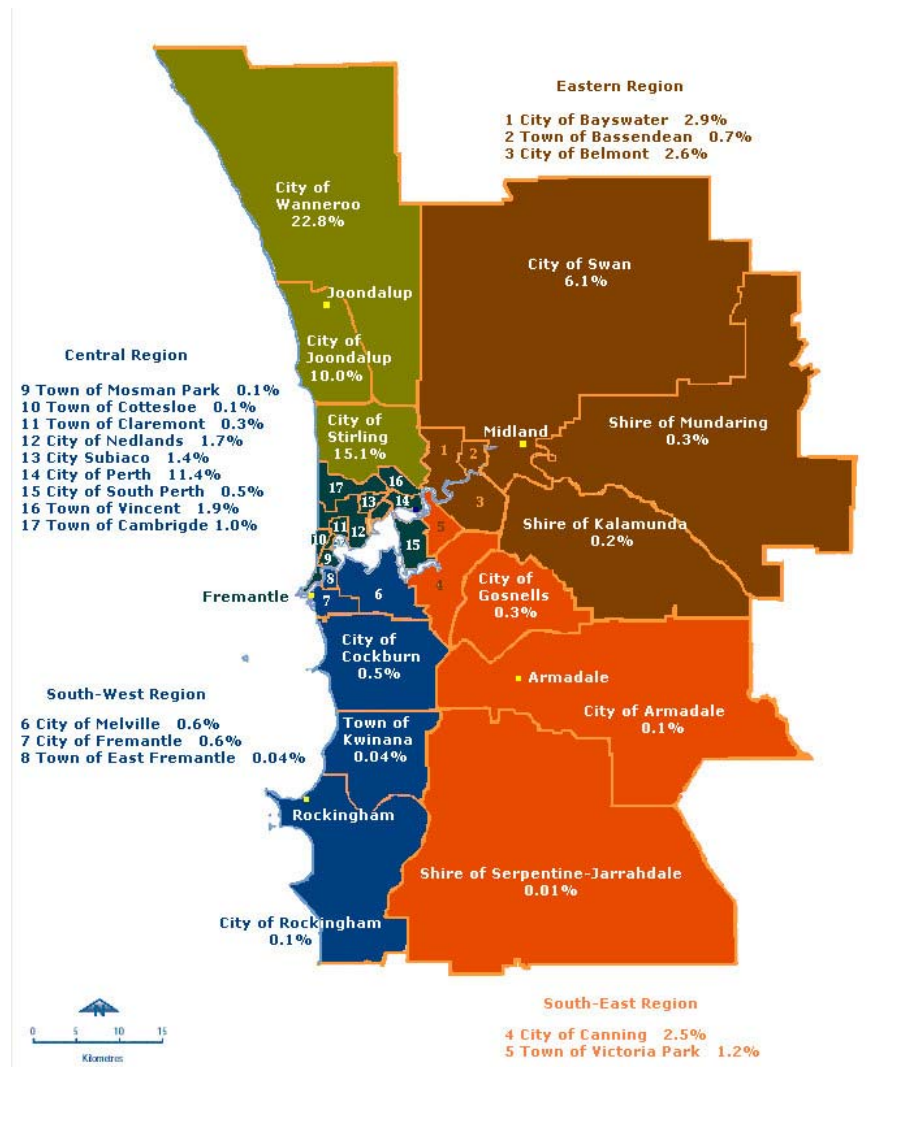 Eastern Region
1 City of Bayswater 2.9%
2 Town of Bassendean 0.7%
3 City of Belmont 2.6%
City of
Wanneroo
22.8%
City of Swan
6.1%
Joondalup
City of
Joondalup
10.0%
Central Region
9 Town of Mosman Park 0.1%
10 Town of Cottesloe 0.1%
11 Town of Claremont 0.3%
12 City of Nedlands 1.7%
13 City Subiaco 1.4%
14 City of Perth 11.4%
15 City of South Perth 0.5%
16 Town of Vincent 1.9%
17 Town of Cambrigde 1.0%
City of
Stirling
15.1%
Midland
Shire of Mundaring
0.3%
1
2
3
16
17
14
13
5
11
12
10
15
9
Shire of Kalamunda
0.2%
8
7
6
4
Fremantle
City of
Gosnells
0.3%
City of
Cockburn
0.5%
Armadale
City of Armadale
0.1%
South-West Region
6 City of Melville 0.6%
7 City of Fremantle 0.6%
8 Town of East Fremantle 0.04%
Town of
Kwinana
0.04%
Rockingham
Shire of Serpentine-Jarrahdale
0.01%
City of Rockingham
0.1%
South-East Region
4 City of Canning 2.5%
5 Town of Victoria Park 1.2%
N
0 5 10 15
Kilometres